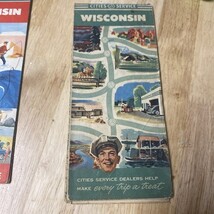 CITIES SERVICE
WISCONSIN
CITIES SERVICE DEALERS HELP
MAKE every trip a treat